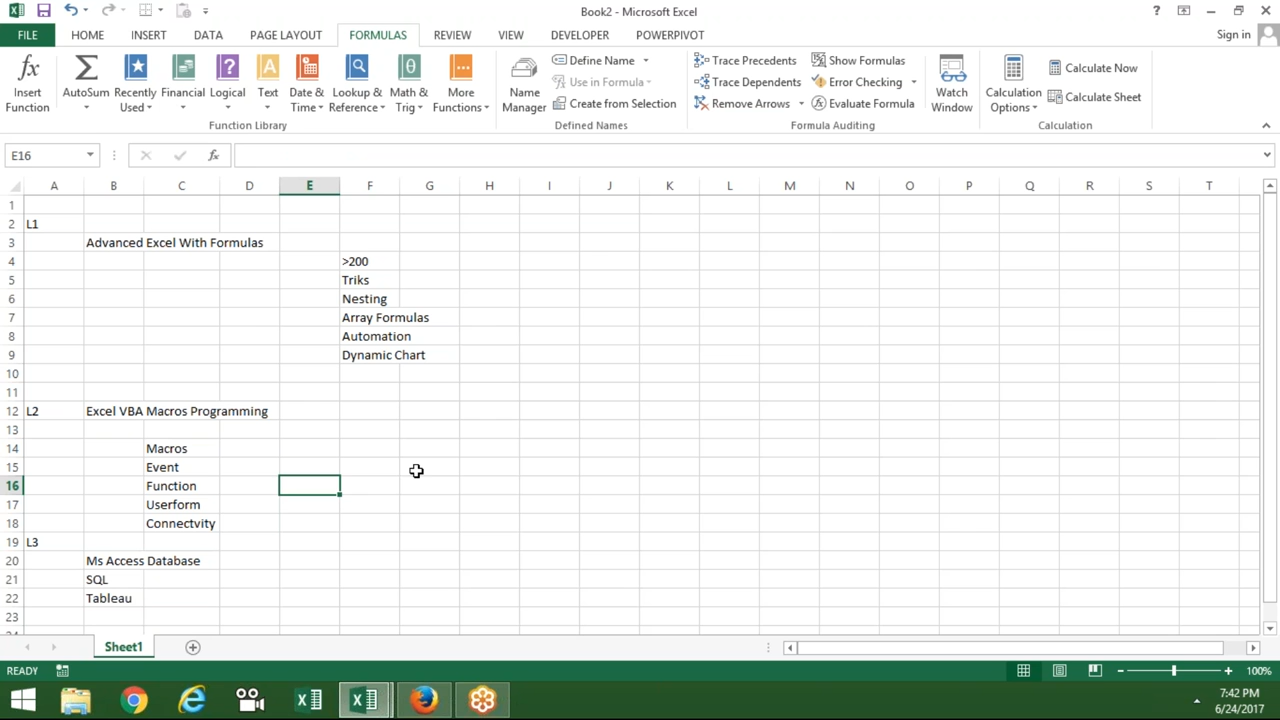 Book2 - Microsoft Excel
?
FILE HOME INSERT DATA PAGE LAYOUT FORMULAS REVIEW VIEW DEVELOPER POWERPIVOT Sign in
Insert Function
AutoSum
Recently Used
Financial
Logical
Text
Date & Time
Lookup & Reference
Math & Trig
More Functions
Function Library
Name Manager
Define Name
Use in Formula
Create from Selection
Defined Names
Trace Precedents
Trace Dependents
Remove Arrows
Show Formulas
Error Checking
Evaluate Formula
Formula Auditing
Watch Window
Calculation Options
Calculate Now
Calculate Sheet
Calculation
E16
fx
A B C D E F G H I J K L M N O P Q R S T
1
2 L1
3 Advanced Excel With Formulas
4 >200
5 Triks
6 Nesting
7 Array Formulas
8 Automation
9 Dynamic Chart
10
11
12 L2 Excel VBA Macros Programming
13
14 Macros
15 Event
16 Function
17 Userform
18 Connectvity
19 L3
20 Ms Access Database
21 SQL
22 Tableau
23
24
Sheet1
READY
100%
7:42 PM
6/24/2017